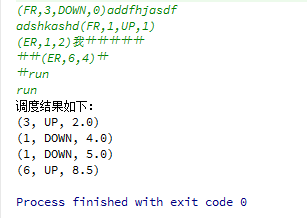 (FR,3,DOWN,0)addfhjasdf
adshkashd(FR,1,UP,1)
(ER,1,2)我＃＃＃＃＃
＃＃(ER,6,4)＃
＃run
run
调度结果如下:
(3, UP, 2.0)
(1, DOWN, 4.0)
(1, DOWN, 5.0)
(6, UP, 8.5)
Process finished with exit code 0